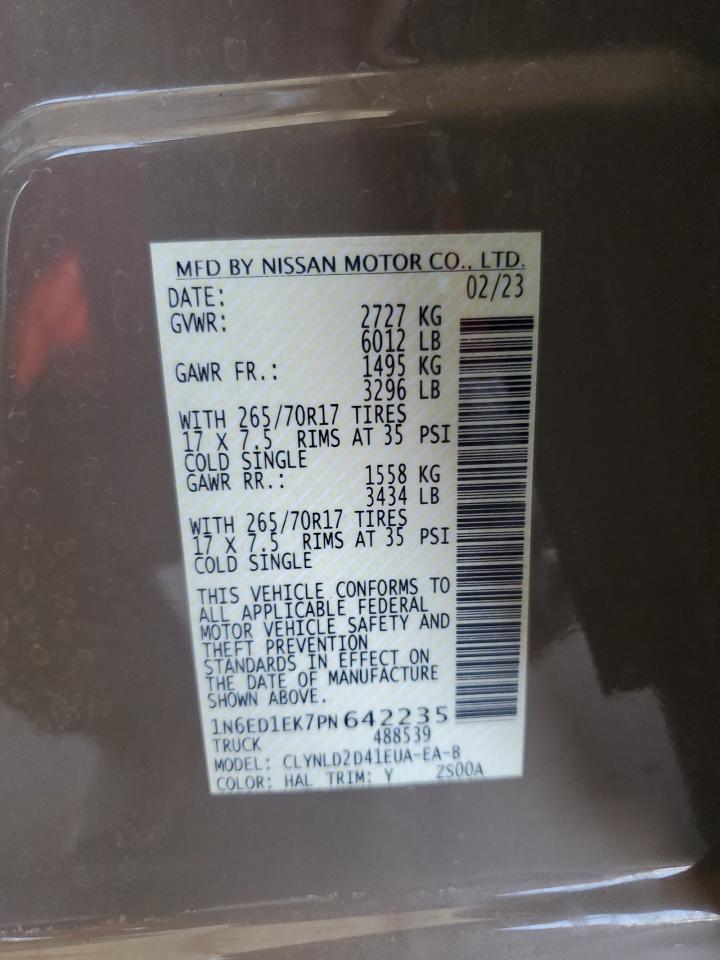 MFD BY NISSAN MOTOR CO., LTD.
DATE: 02/23
GVWR: 2727 KG
6012 LB
GAWR FR.: 1495 KG
3296 LB
WITH 265/70R17 TIRES
17 X 7.5 RIMS AT 35 PSI
COLD SINGLE
GAWR RR.: 1558 KG
3434 LB
WITH 265/70R17 TIRES
17 X 7.5 RIMS AT 35 PSI
COLD SINGLE
THIS VEHICLE CONFORMS TO
ALL APPLICABLE FEDERAL
MOTOR VEHICLE SAFETY AND
THEFT PREVENTION
STANDARDS IN EFFECT ON
THE DATE OF MANUFACTURE
SHOWN ABOVE.
1N6ED1EK7PN642235
TRUCK 488539
MODEL: CLYNLD2D41EUA-EA-B
COLOR: HAL TRIM: Y ZS00A